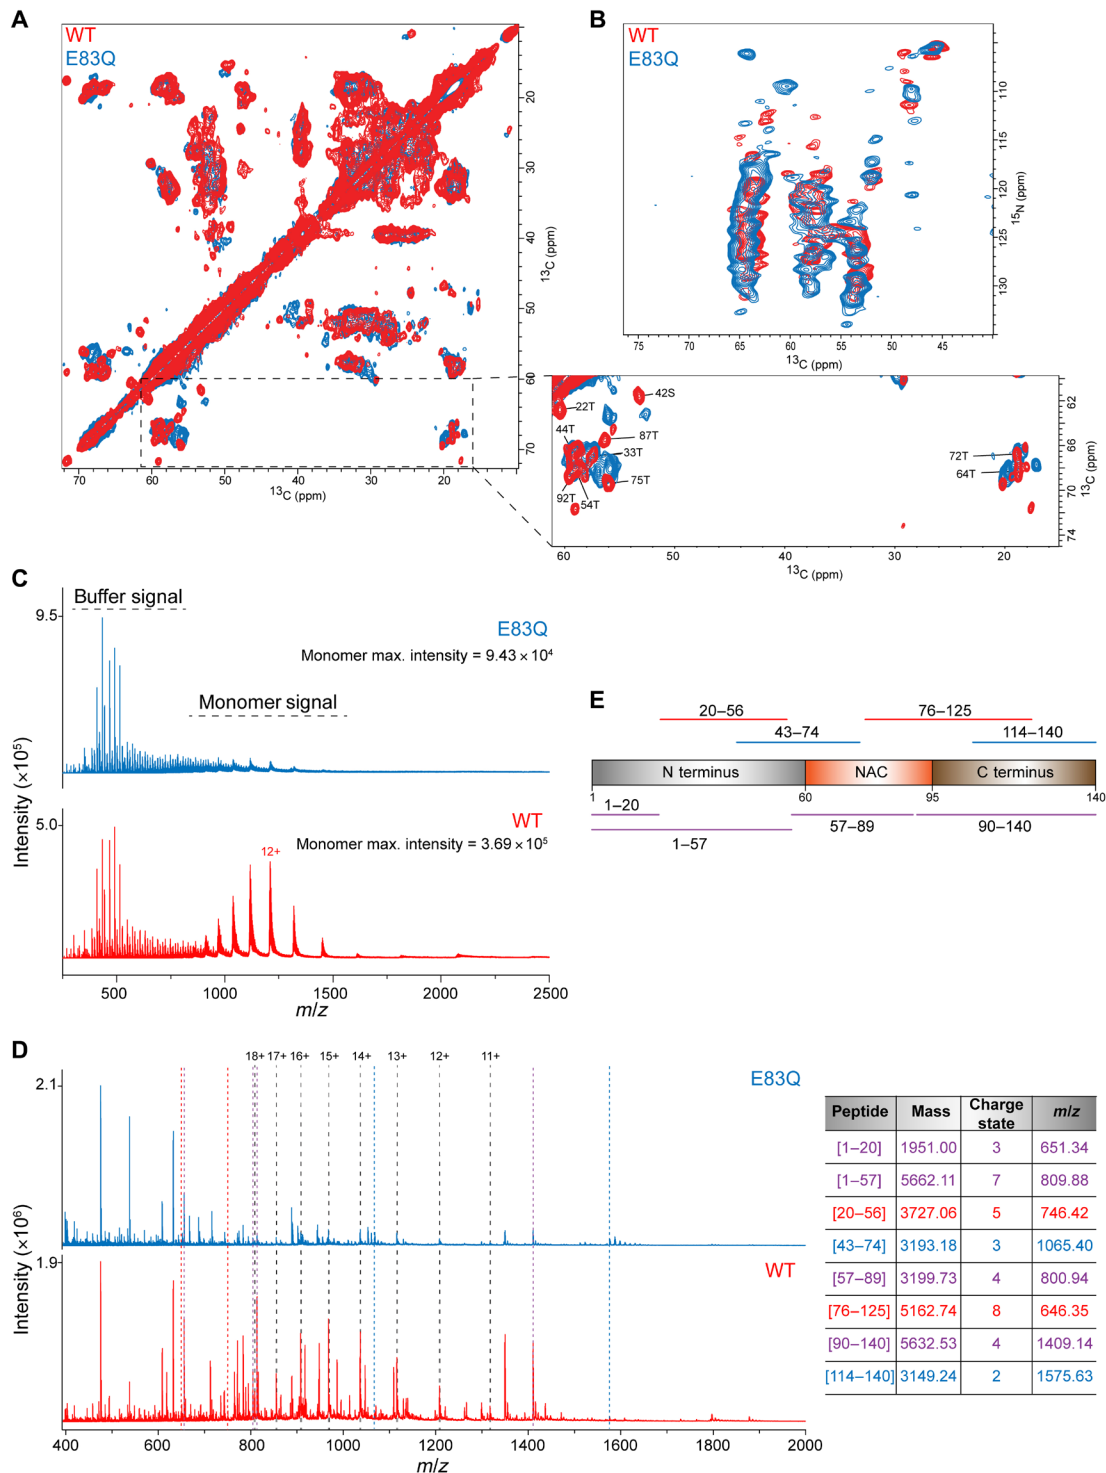 A
WT
E83Q
20
30
40
50
60
70
13C (ppm)
70
60
50
40
30
20
13C (ppm)
B
WT
E83Q
110
115
120
125
130
15N (ppm)
75
70
65
60
55
50
45
13C (ppm)
42S
22T
44T
87T
33T
75T
92T
54T
72T
64T
62
66
70
74
13C (ppm)
60
50
40
30
20
13C (ppm)
C
Buffer signal
9.5
E83Q
Monomer max. intensity = 9.43 × 10⁴
Monomer signal
Intensity (×10⁵)
WT
5.0
Monomer max. intensity = 3.69 × 10⁵
12+
500
1000
1500
2000
2500
m/z
E
20–56
76–125
43–74
114–140
N terminus
NAC
C terminus
1
60
95
140
1–20
57–89
90–140
1–57
D
18+ 17+ 16+ 15+ 14+ 13+ 12+ 11+
E83Q
2.1
Intensity (×10⁶)
1.9
WT
400 600 800 1000 1200 1400 1600 1800 2000
m/z
Peptide Mass Charge state m/z
[1–20] 1951.00 3 651.34
[1–57] 5662.11 7 809.88
[20–56] 3727.06 5 746.42
[43–74] 3193.18 3 1065.40
[57–89] 3199.73 4 800.94
[76–125] 5162.74 8 646.35
[90–140] 5632.53 4 1409.14
[114–140] 3149.24 2 1575.63